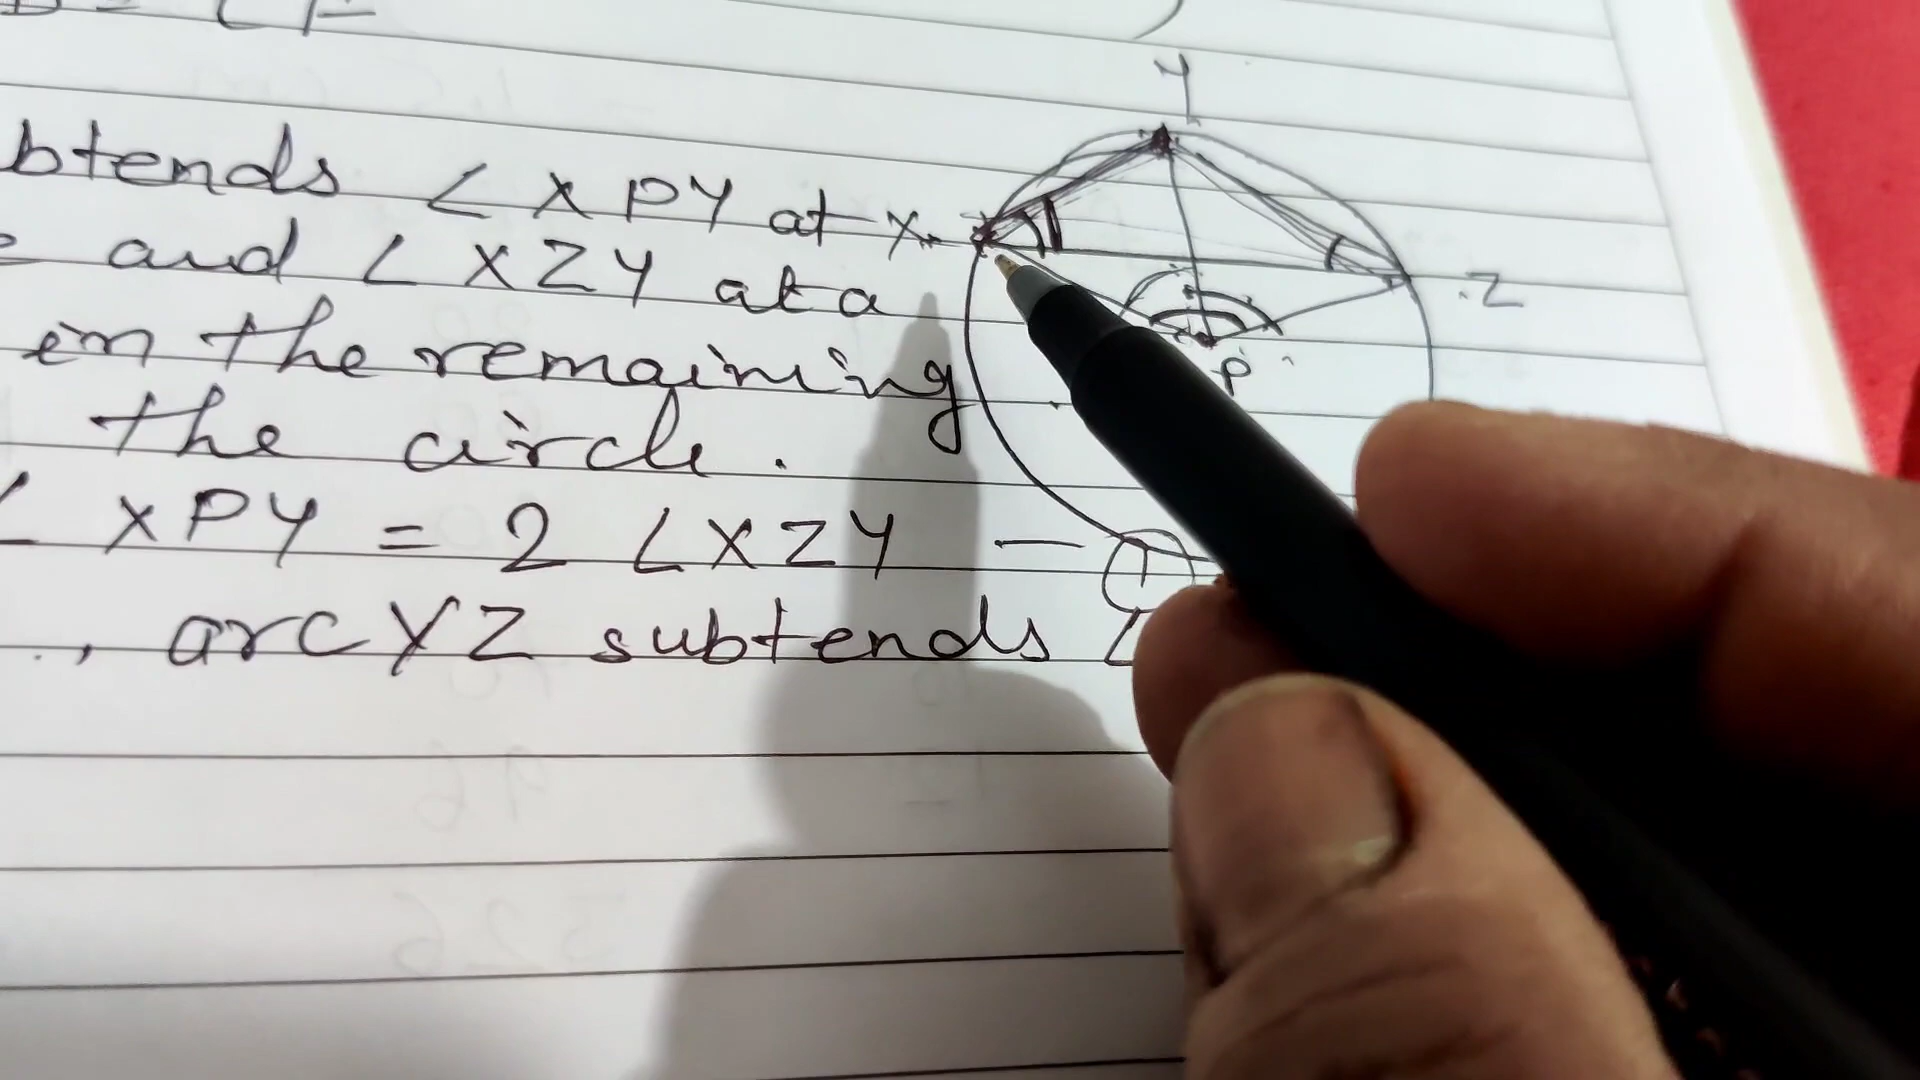 btends ∠XPY at
and ∠XZY at a
in the remaining
the circle.
∠XPY = 2 ∠XZY — ①
., arc YZ subtends ∠
Y
X
Z
P